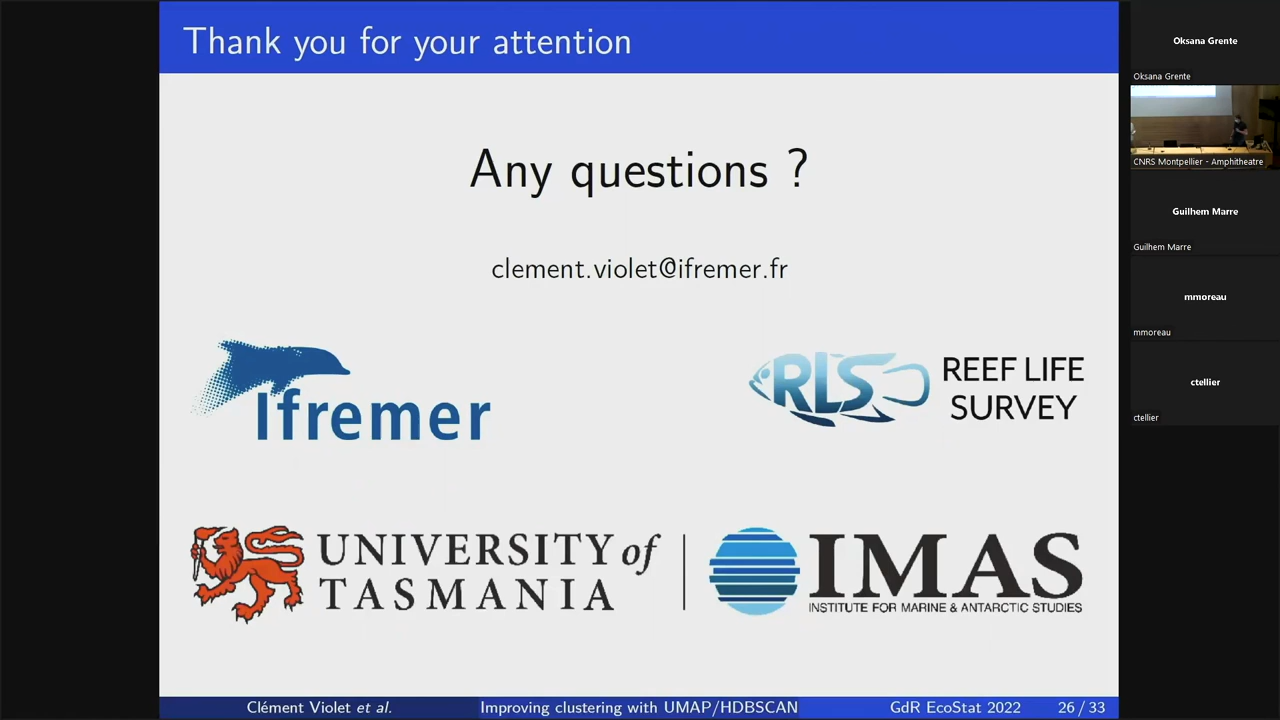 Thank you for your attention
Any questions ?
clement.violet@ifremer.fr
Ifremer
RLS REEF LIFE
SURVEY
UNIVERSITY of
TASMANIA
IMAS
INSTITUTE FOR MARINE & ANTARCTIC STUDIES
Clément Violet et al. Improving clustering with UMAP/HDBSCAN GdR EcoStat 2022 26 / 33
Oksana Grente
Oksana Grente
CNRS Montpellier - Amphitheatre
Guilhem Marre
Guilhem Marre
mmoreau
mmoreau
ctellier
ctellier